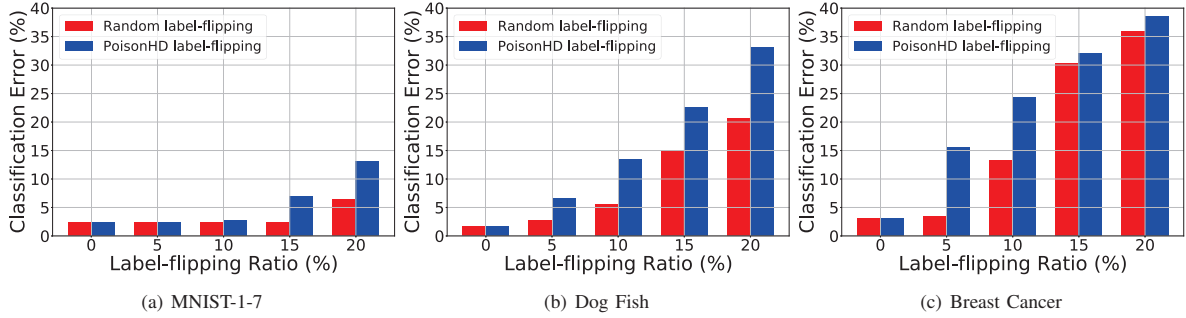 Classification Error (%)
40
35
30
25
20
15
10
5
0
Random label-flipping
PoisonHD label-flipping
0 5 10 15 20
Label-flipping Ratio (%)
(a) MNIST-1-7
Classification Error (%)
40
35
30
25
20
15
10
5
0
Random label-flipping
PoisonHD label-flipping
0 5 10 15 20
Label-flipping Ratio (%)
(b) Dog Fish
Classification Error (%)
40
35
30
25
20
15
10
5
0
Random label-flipping
PoisonHD label-flipping
0 5 10 15 20
Label-flipping Ratio (%)
(c) Breast Cancer